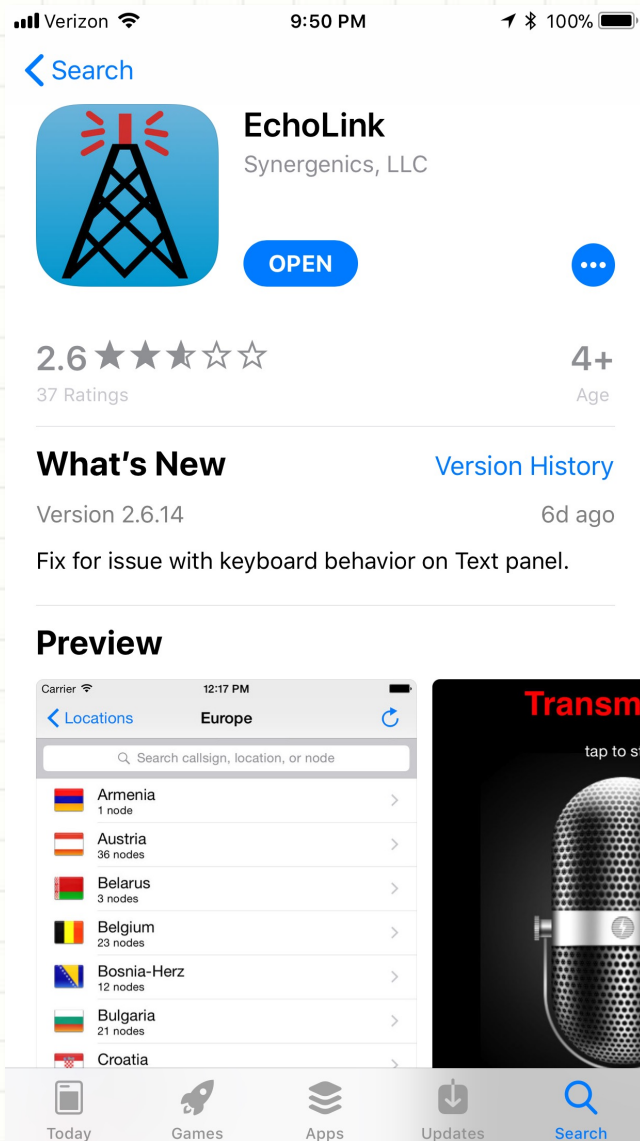 Verizon 9:50 PM 100%
Search
EchoLink
Synergenics, LLC
OPEN
2.6 4+
37 Ratings Age
What's New Version History
Version 2.6.14 6d ago
Fix for issue with keyboard behavior on Text panel.
Preview
Carrier 12:17 PM
Locations Europe
Search callsign, location, or node
Armenia
1 node
Austria
36 nodes
Belarus
3 nodes
Belgium
23 nodes
Bosnia-Herz
12 nodes
Bulgaria
21 nodes
Croatia
Transm
tap to s
Today Games Apps Updates Search